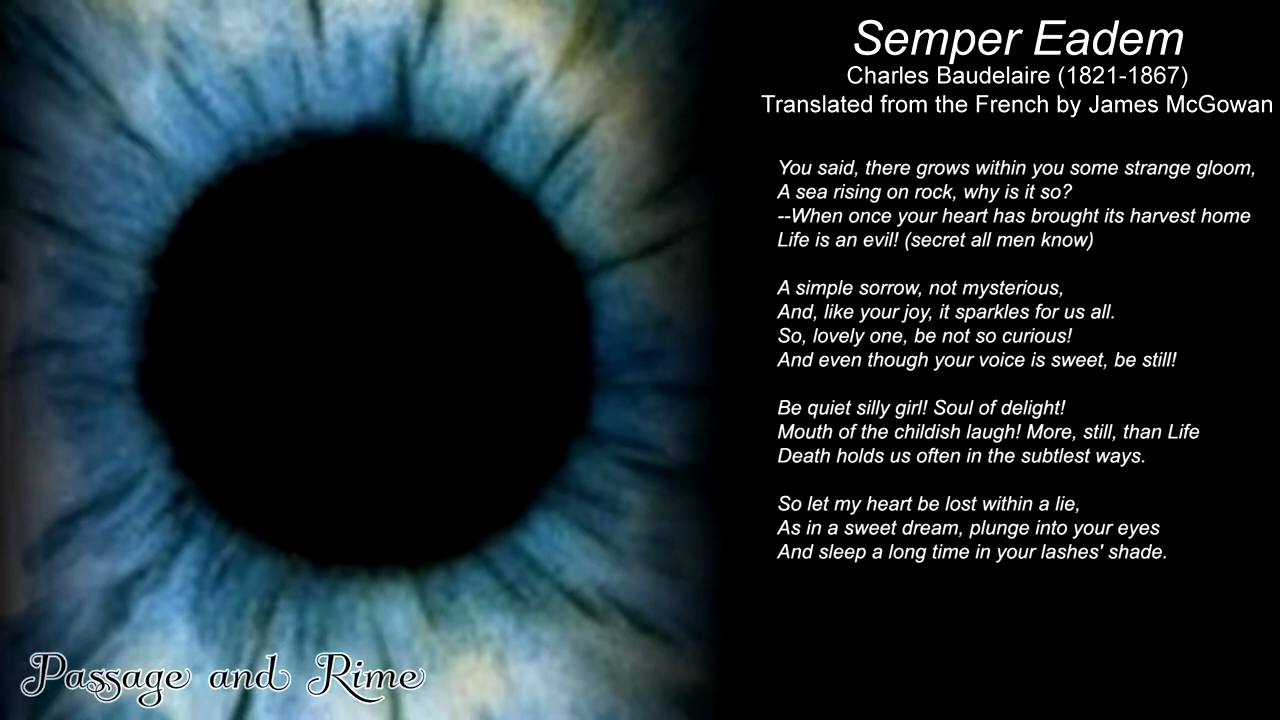 Semper Eadem
Charles Baudelaire (1821-1867)
Translated from the French by James McGowan
You said, there grows within you some strange gloom,
A sea rising on rock, why is it so?
--When once your heart has brought its harvest home
Life is an evil! (secret all men know)
A simple sorrow, not mysterious,
And, like your joy, it sparkles for us all.
So, lovely one, be not so curious!
And even though your voice is sweet, be still!
Be quiet silly girl! Soul of delight!
Mouth of the childish laugh! More, still, than Life
Death holds us often in the subtlest ways.
So let my heart be lost within a lie,
As in a sweet dream, plunge into your eyes
And sleep a long time in your lashes' shade.
Passage and Rime